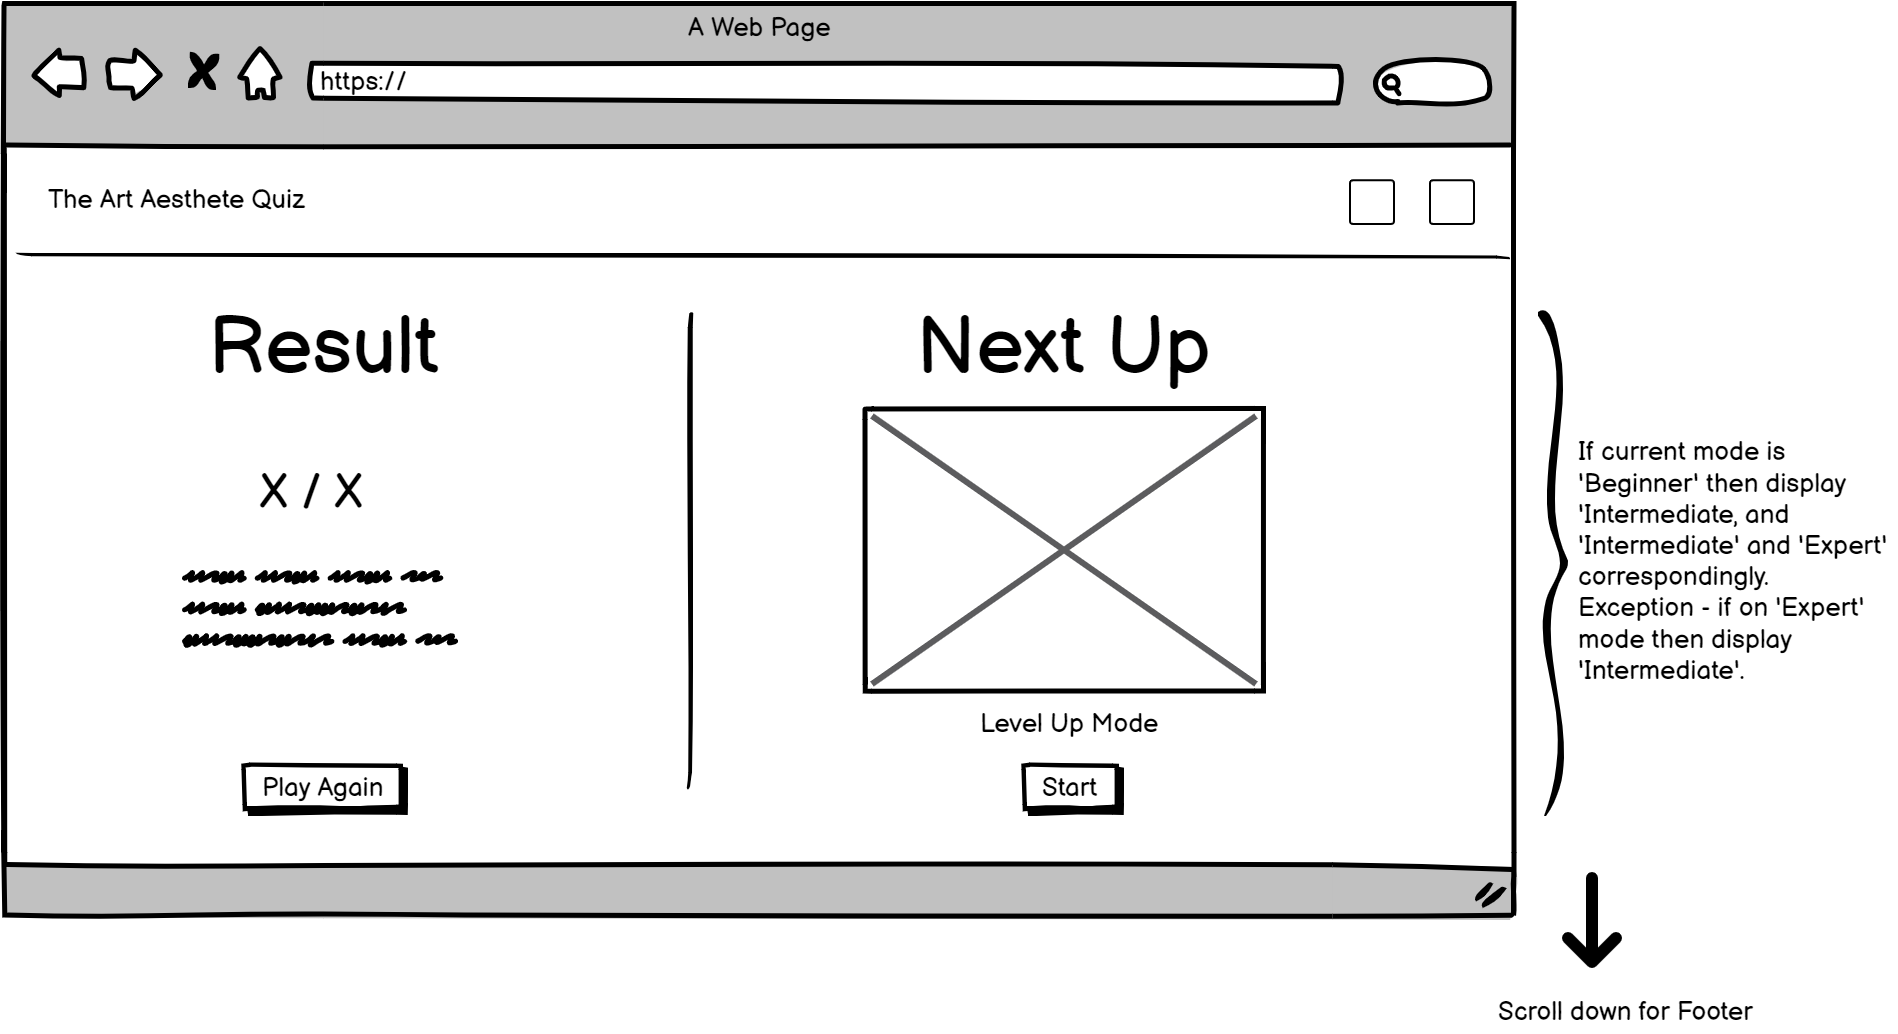 A Web Page
https://
The Art Aesthete Quiz
Result
X / X
Play Again
Next Up
Level Up Mode
Start
If current mode is
'Beginner' then display
'Intermediate, and
'Intermediate' and 'Expert'
correspondingly.
Exception - if on 'Expert'
mode then display
'Intermediate'.
Scroll down for Footer